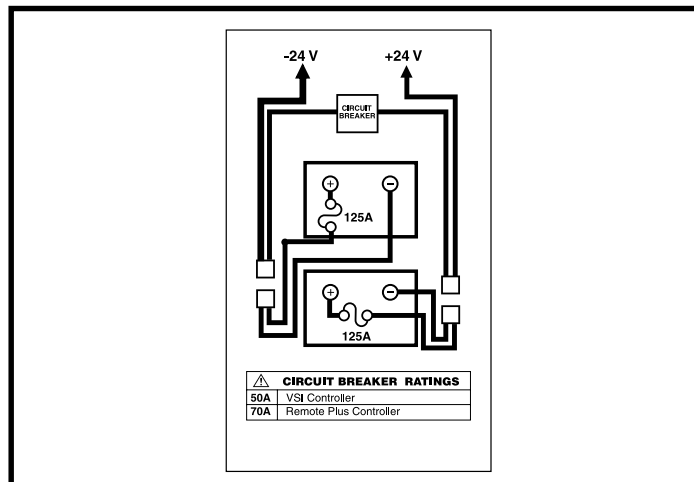 -24 V
+24 V
CIRCUIT
BREAKER
+ −
125A
+ −
125A
⚠ CIRCUIT BREAKER RATINGS
50A VSI Controller
70A Remote Plus Controller